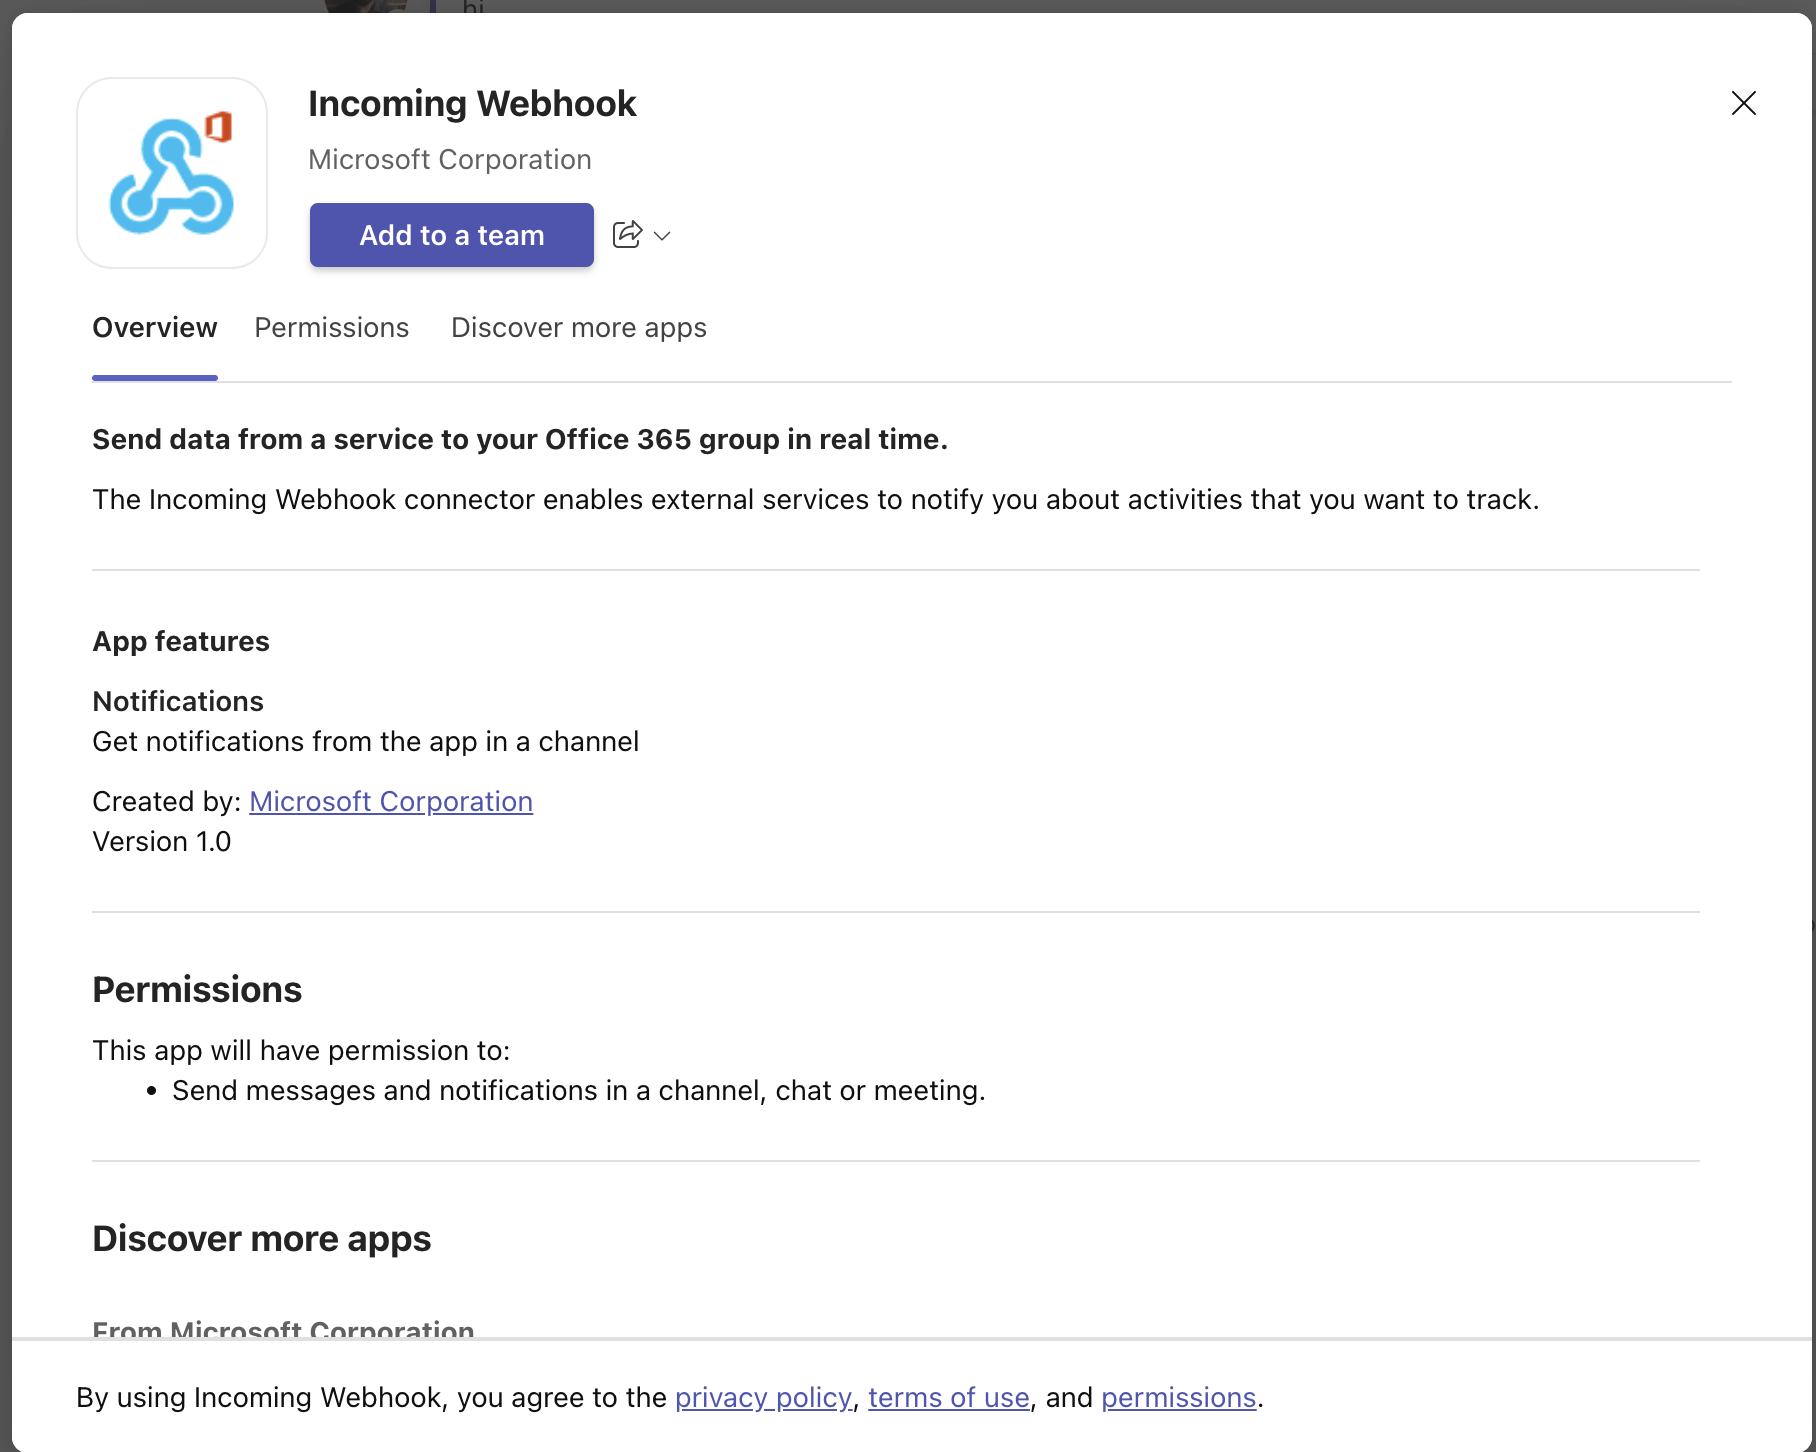 hi
Incoming Webhook
Microsoft Corporation
Add to a team
Overview Permissions Discover more apps
Send data from a service to your Office 365 group in real time.
The Incoming Webhook connector enables external services to notify you about activities that you want to track.
App features
Notifications
Get notifications from the app in a channel
Created by: Microsoft Corporation
Version 1.0
Permissions
This app will have permission to:
• Send messages and notifications in a channel, chat or meeting.
Discover more apps
From Microsoft Corporation
By using Incoming Webhook, you agree to the privacy policy, terms of use, and permissions.